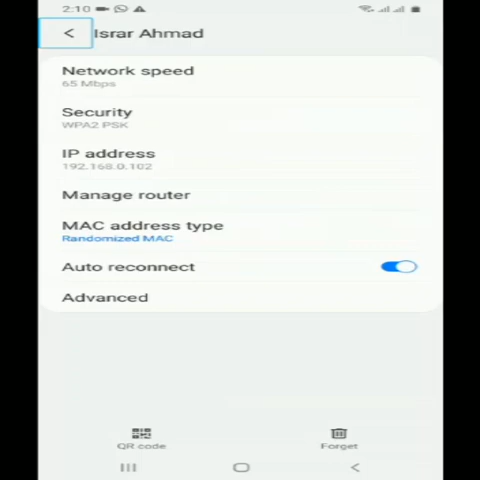 2:10
Israr Ahmad
Network speed
65 Mbps
Security
WPA2 PSK
IP address
192.168.0.102
Manage router
MAC address type
Randomized MAC
Auto reconnect
Advanced
QR code
Forget